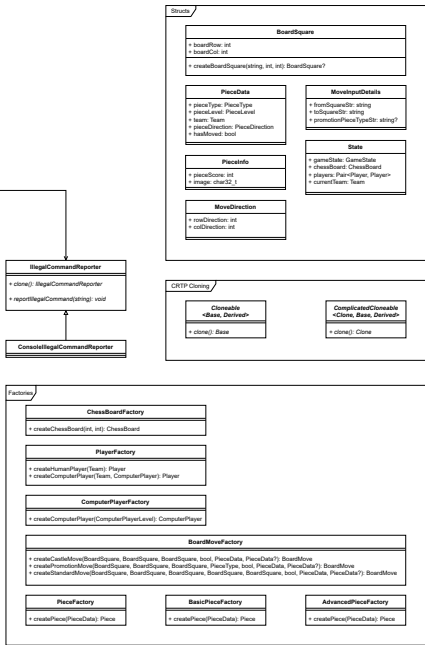 Structs
BoardSquare
+ boardRow: int
+ boardCol: int
+ createBoardSquare(string, int, int): BoardSquare?
PieceData
+ pieceType: PieceType
+ pieceLevel: PieceLevel
+ team: Team
+ pieceDirection: PieceDirection
+ hasMoved: bool
MoveInputDetails
+ fromSquareStr: string
+ toSquareStr: string
+ promotionPieceTypeStr: string?
PieceInfo
+ pieceScore: int
+ image: char32_t
State
+ gameState: GameState
+ chessBoard: ChessBoard
+ players: Pair<Player, Player>
+ currentTeam: Team
MoveDirection
+ rowDirection: int
+ colDirection: int
IllegalCommandReporter
+ clone(): IllegalCommandReporter
+ reportIllegalCommand(string): void
ConsoleIllegalCommandReporter
CRTP Cloning
Cloneable
<Base, Derived>
+ clone(): Base
ComplicatedCloneable
<Clone, Base, Derived>
+ clone(): Clone
Factories
ChessBoardFactory
+ createChessBoard(int, int): ChessBoard
PlayerFactory
+ createHumanPlayer(Team): Player
+ createComputerPlayer(Team, ComputerPlayer): Player
ComputerPlayerFactory
+ createComputerPlayer(ComputerPlayerLevel): ComputerPlayer
BoardMoveFactory
+ createCastleMove(BoardSquare, BoardSquare, BoardSquare, bool, PieceData, PieceData?): BoardMove
+ createPromotionMove(BoardSquare, BoardSquare, BoardSquare, PieceType, bool, PieceData, PieceData?): BoardMove
+ createStandardMove(BoardSquare, BoardSquare, BoardSquare, BoardSquare, BoardSquare, bool, PieceData, PieceData?): BoardMove
PieceFactory
+ createPiece(PieceData): Piece
BasicPieceFactory
+ createPiece(PieceData): Piece
AdvancedPieceFactory
+ createPiece(PieceData): Piece